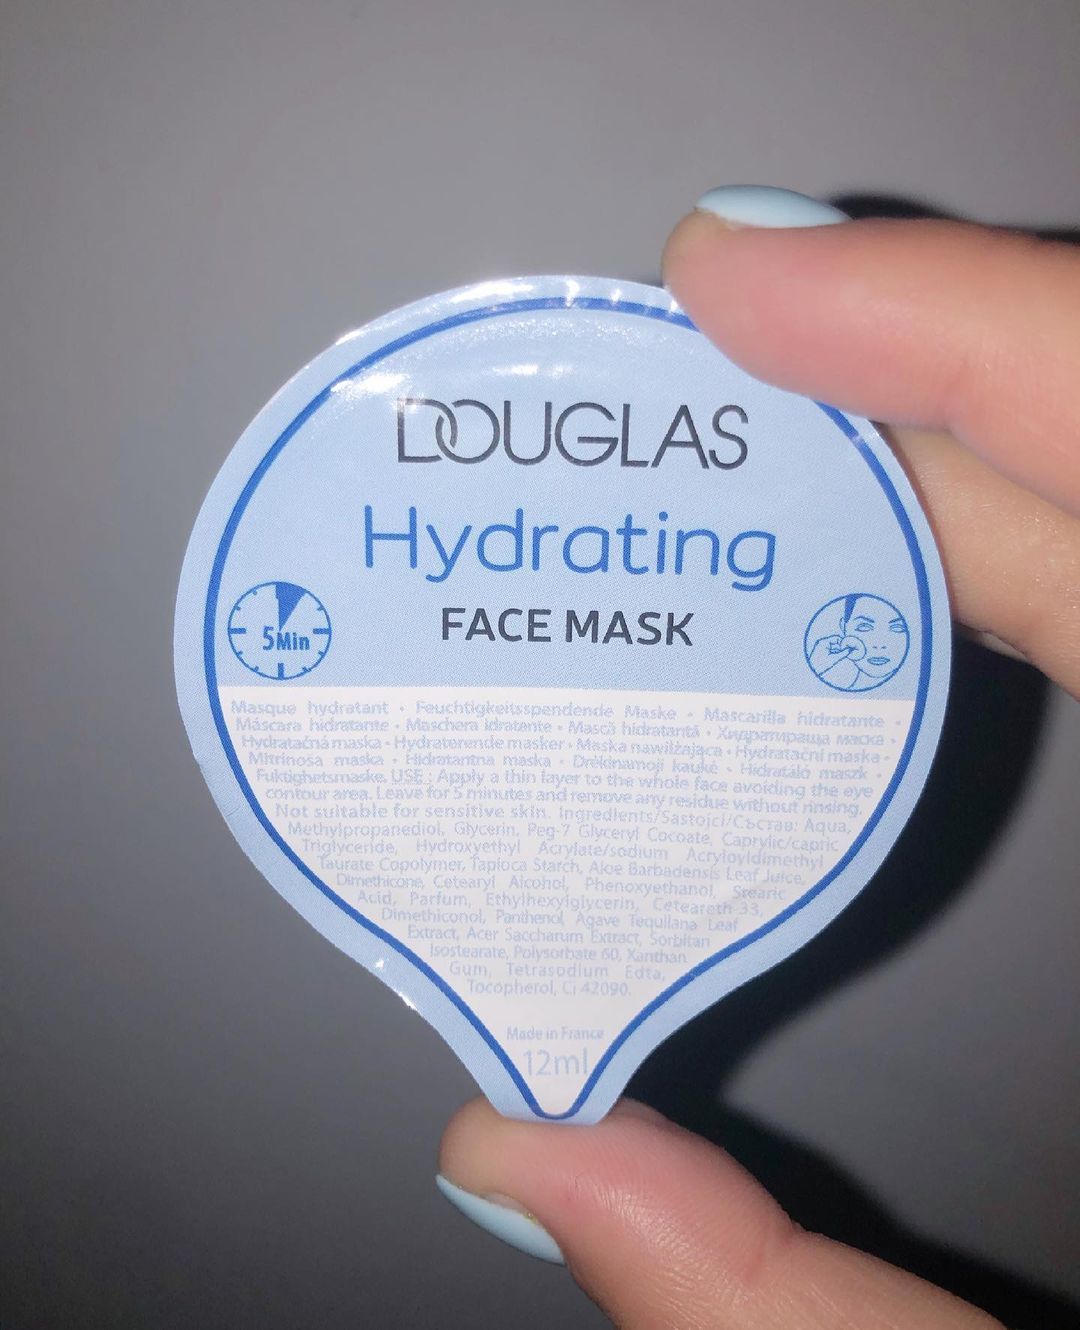 DOUGLAS
Hydrating
FACE MASK
5Min
Masque hydratant • Feuchtigkeitsspendende Maske • Mascarilla hidratante •
Máscara hidratante • Maschera idratante • Mască hidratantă • Хидратираща маска •
Hydratačná maska • Hydraterende masker • Maska nawilżająca • Hydratační maska •
Mitrinosa maska • Hidratantna maska • Drėkinamoji kaukė • Hidratáló maszk •
Fuktighetsmaske. USE : Apply a thin layer to the whole face avoiding the eye
contour area. Leave for 5 minutes and remove any residue without rinsing.
Not suitable for sensitive skin. Ingredients/Sastojci/Състав: Aqua,
Methylpropanediol, Glycerin, Peg-7 Glyceryl Cocoate, Caprylic/capric
Triglyceride, Hydroxyethyl Acrylate/sodium Acryloyldimethyl
Taurate Copolymer, Tapioca Starch, Aloe Barbadensis Leaf Juice,
Dimethicone, Cetearyl Alcohol, Phenoxyethanol, Stearic
Acid, Parfum, Ethylhexylglycerin, Ceteareth-33,
Dimethiconol, Panthenol, Agave Tequilana Leaf
Extract, Acer Saccharum Extract, Sorbitan
Isostearate, Polysorbate 60, Xanthan
Gum, Tetrasodium Edta,
Tocopherol, Ci 42090.
Made in France
12ml